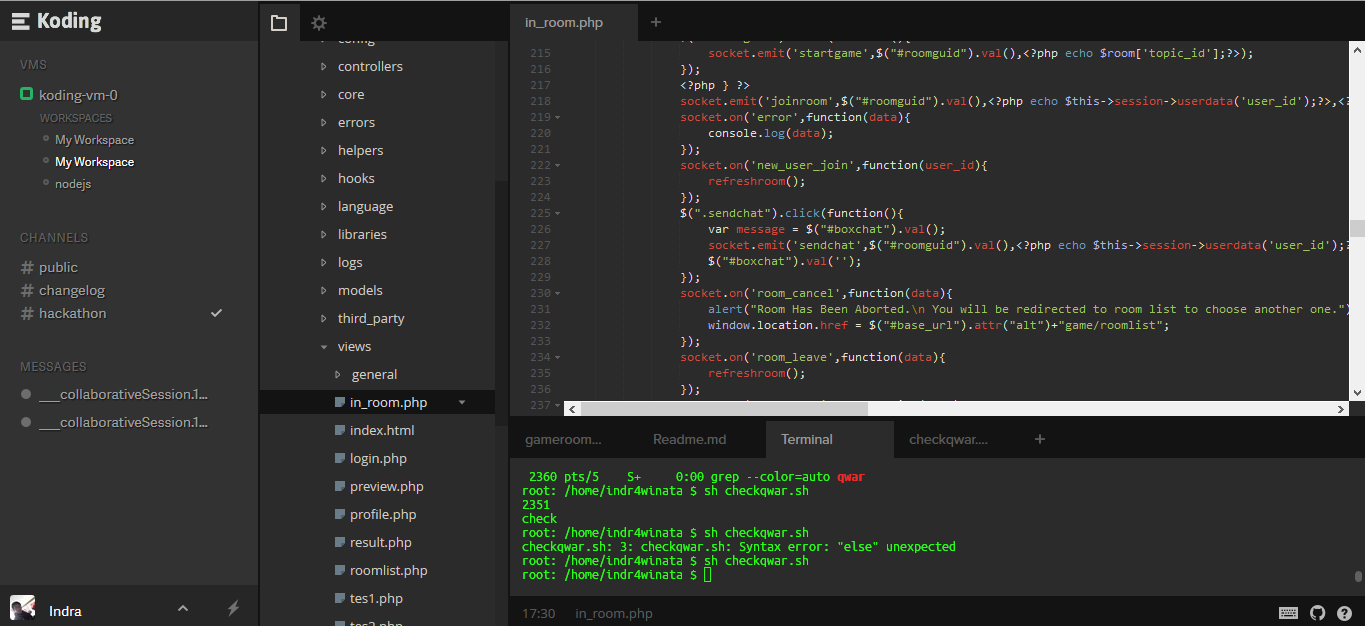 Koding
VMS
koding-vm-0
WORKSPACES
My Workspace
My Workspace
nodejs
CHANNELS
# public
# changelog
# hackathon
MESSAGES
___collaborativeSession.1...
___collaborativeSession.1...
Indra
config
controllers
core
errors
helpers
hooks
language
libraries
logs
models
third_party
views
general
in_room.php
index.html
login.php
preview.php
profile.php
result.php
roomlist.php
tes1.php
tes2.php
in_room.php +
215 socket.emit('startgame',$("#roomguid").val(),<?php echo $room['topic_id'];?>);
216 });
217 <?php } ?>
218 socket.emit('joinroom',$("#roomguid").val(),<?php echo $this->session->userdata('user_id');?>,<?
219 socket.on('error',function(data){
220 console.log(data);
221 });
222 socket.on('new_user_join',function(user_id){
223 refreshroom();
224 });
225 $(".sendchat").click(function(){
226 var message = $("#boxchat").val();
227 socket.emit('sendchat',$("#roomguid").val(),<?php echo $this->session->userdata('user_id');?
228 $("#boxchat").val('');
229 });
230 socket.on('room_cancel',function(data){
231 alert("Room Has Been Aborted.\n You will be redirected to room list to choose another one.")
232 window.location.href = $("#base_url").attr("alt")+"game/roomlist";
233 });
234 socket.on('room_leave',function(data){
235 refreshroom();
236 });
237
gameroom... Readme.md Terminal checkqwar.... +
2360 pts/5 S+ 0:00 grep --color=auto qwar
root: /home/indr4winata $ sh checkqwar.sh
2351
check
root: /home/indr4winata $ sh checkqwar.sh
checkqwar.sh: 3: checkqwar.sh: Syntax error: "else" unexpected
root: /home/indr4winata $ sh checkqwar.sh
root: /home/indr4winata $
17:30 in_room.php